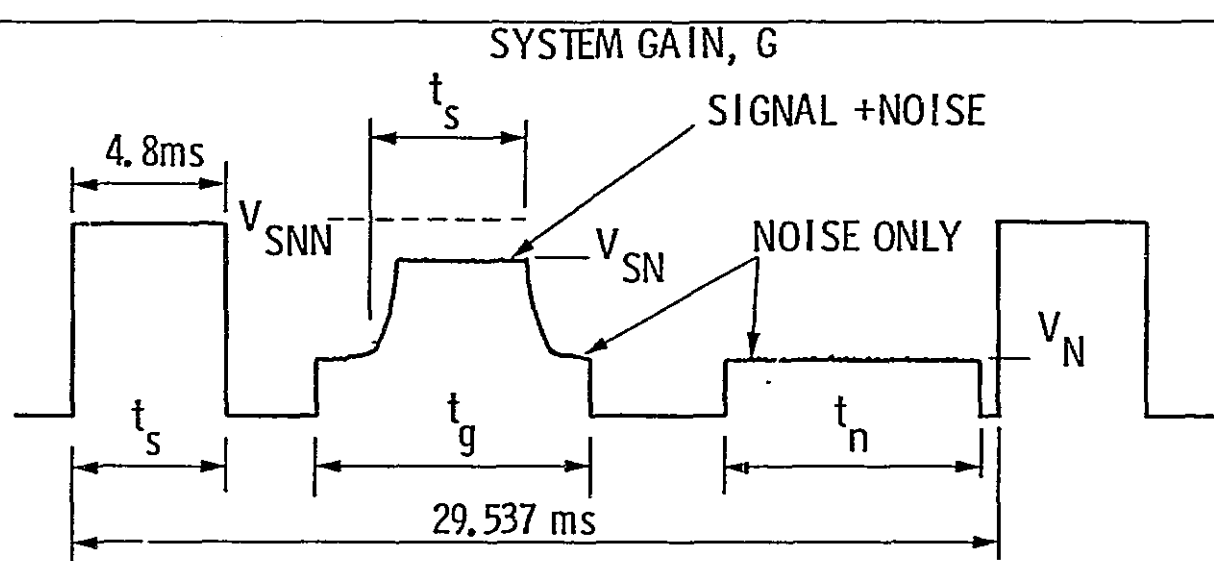 SYSTEM GAIN, G
t_s
SIGNAL +NOISE
4.8ms
V_SNN
V_SN
NOISE ONLY
V_N
t_s
t_g
t_n
29.537 ms